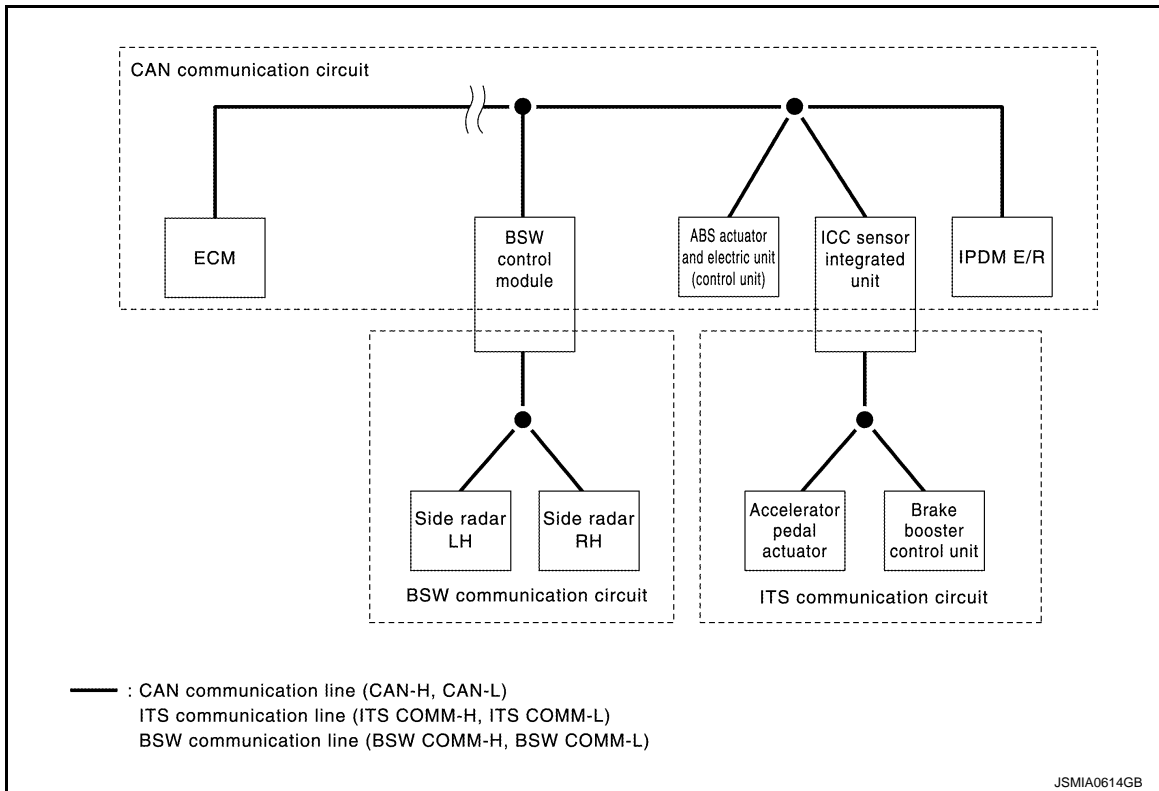 CAN communication circuit
ECM
BSW
control
module
ABS actuator
and electric unit
(control unit)
ICC sensor
integrated
unit
IPDM E/R
Side radar
LH
Side radar
RH
BSW communication circuit
Accelerator
pedal
actuator
Brake
booster
control unit
ITS communication circuit
: CAN communication line (CAN-H, CAN-L)
ITS communication line (ITS COMM-H, ITS COMM-L)
BSW communication line (BSW COMM-H, BSW COMM-L)
JSMIA0614GB